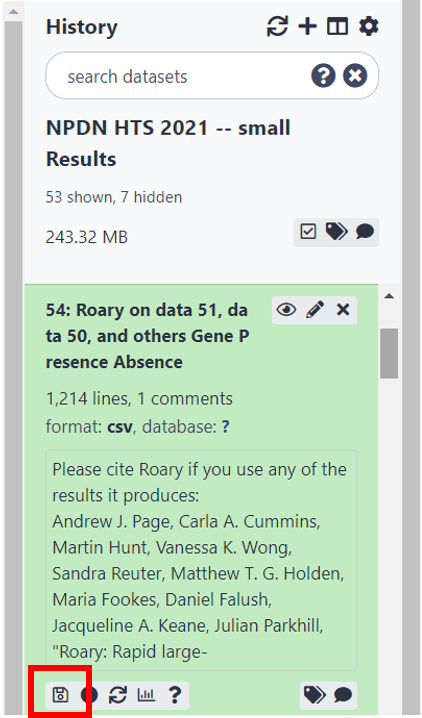 History
search datasets
NPDN HTS 2021 -- small
Results
53 shown, 7 hidden
243.32 MB
54: Roary on data 51, da
ta 50, and others Gene P
resence Absence
1,214 lines, 1 comments
format: csv, database: ?
Please cite Roary if you use any of the
results it produces:
Andrew J. Page, Carla A. Cummins,
Martin Hunt, Vanessa K. Wong,
Sandra Reuter, Matthew T. G. Holden,
Maria Fookes, Daniel Falush,
Jacqueline A. Keane, Julian Parkhill,
"Roary: Rapid large-